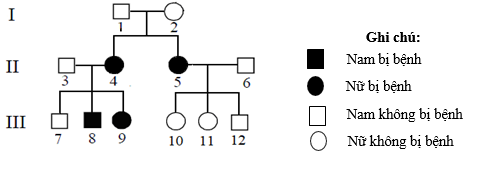 I
1 2
Ghi chú:
II
3 4 5 6
Nam bị bệnh
Nữ bị bệnh
Nam không bị bệnh
III
7 8 9 10 11 12
Nữ không bị bệnh